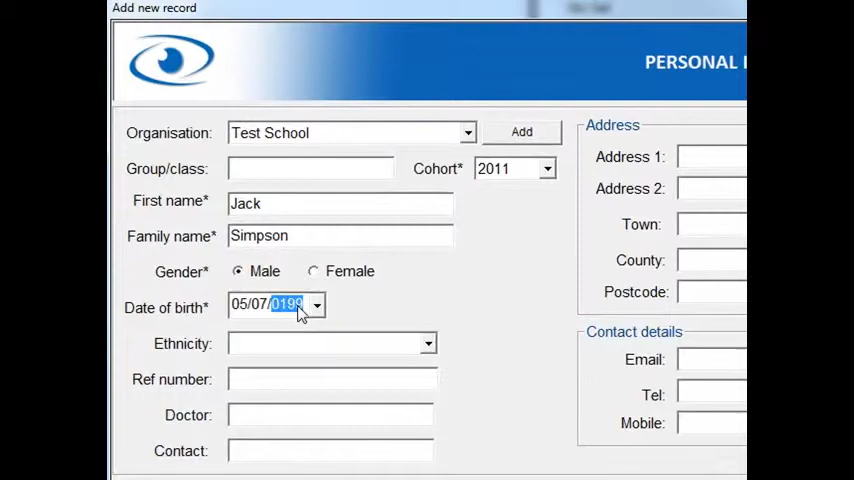 Add new record
PERSONAL
Organisation: Test School Add
Group/class: Cohort* 2011
First name* Jack
Family name* Simpson
Gender* Male Female
Date of birth* 05/07/0199
Ethnicity:
Ref number:
Doctor:
Contact:
Address
Address 1:
Address 2:
Town:
County:
Postcode:
Contact details
Email:
Tel:
Mobile: